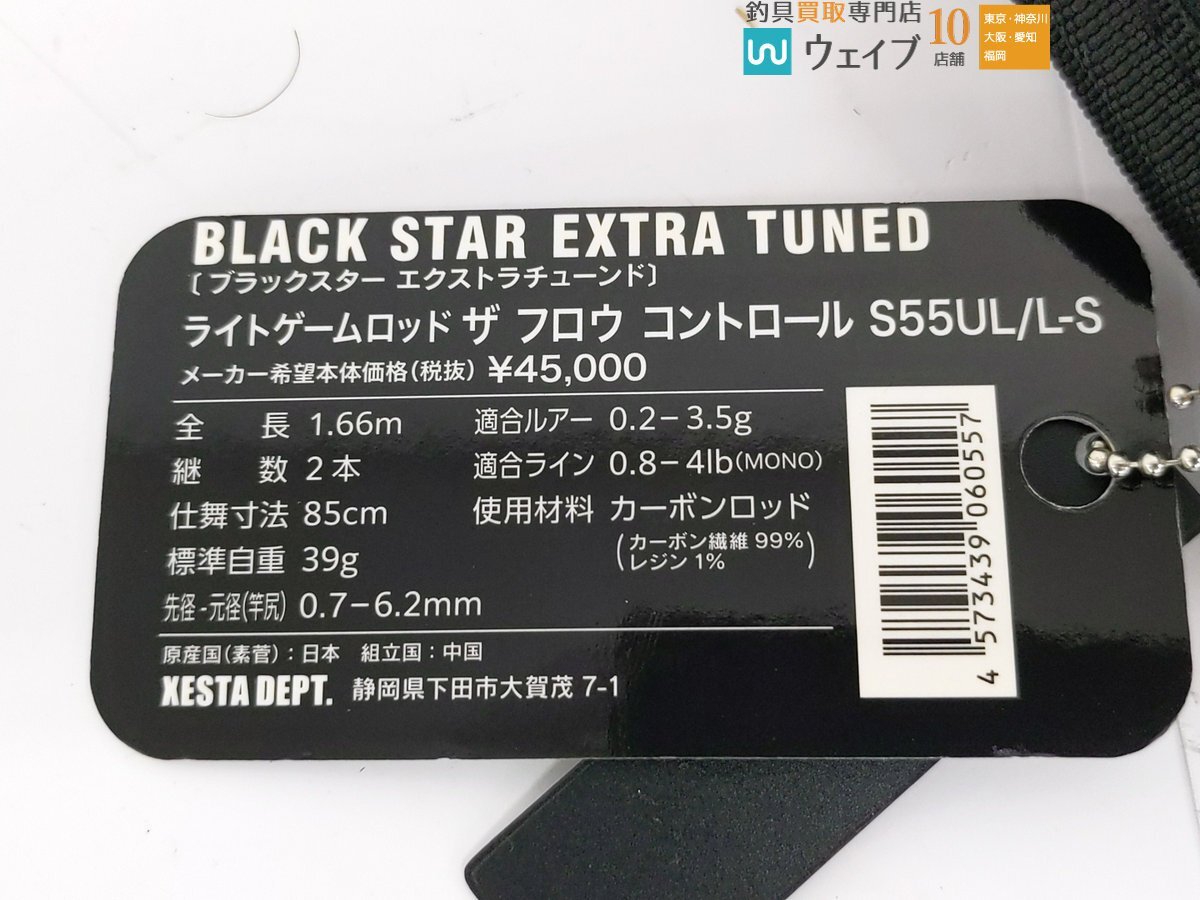 釣具買取専門店
ウェイブ
10
店舗
東京・神奈川
大阪・愛知
福岡
BLACK STAR EXTRA TUNED
〔ブラックスター エクストラチューンド〕
ライトゲームロッド ザ フロウ コントロール S55UL/L-S
メーカー希望本体価格(税抜) ¥45,000
全長 1.66m 適合ルアー 0.2-3.5g
継数 2本 適合ライン 0.8-4lb(MONO)
仕舞寸法 85cm 使用材料 カーボンロッド
(カーボン繊維 99%
レジン 1%)
標準自重 39g
先径-元径(竿尻) 0.7-6.2mm
原産国(素菅):日本 組立国:中国
XESTA DEPT. 静岡県下田市大賀茂 7-1
4 573439 060557